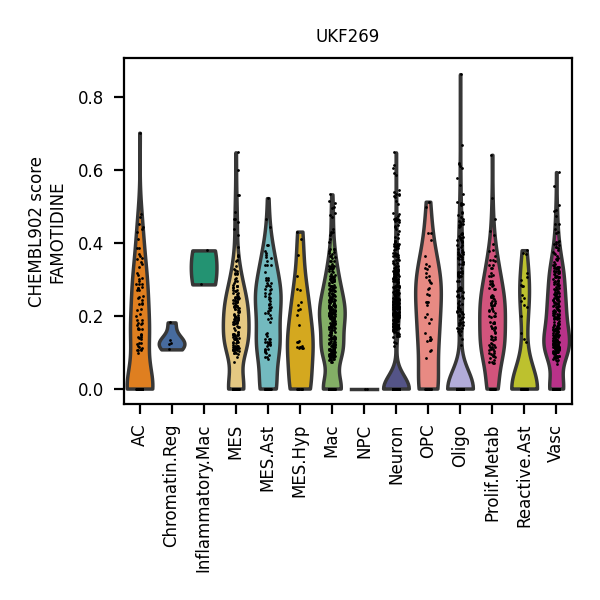 UKF269
CHEMBL902 score
FAMOTIDINE
0.8
0.6
0.4
0.2
0.0
AC
Chromatin.Reg
Inflammatory.Mac
MES
MES.Ast
MES.Hyp
Mac
NPC
Neuron
OPC
Oligo
Prolif.Metab
Reactive.Ast
Vasc